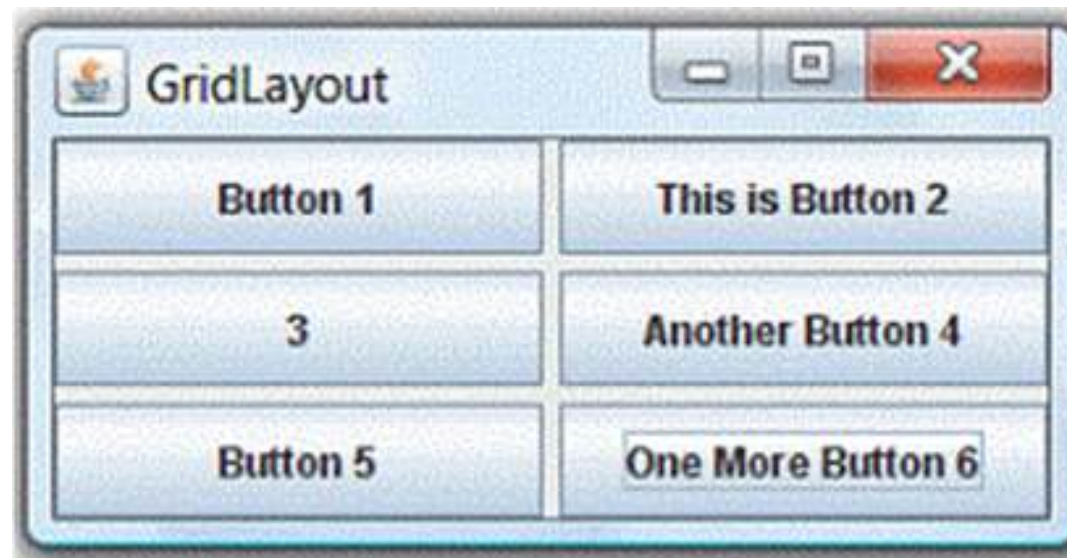 GridLayout
Button 1
This is Button 2
3
Another Button 4
Button 5
One More Button 6